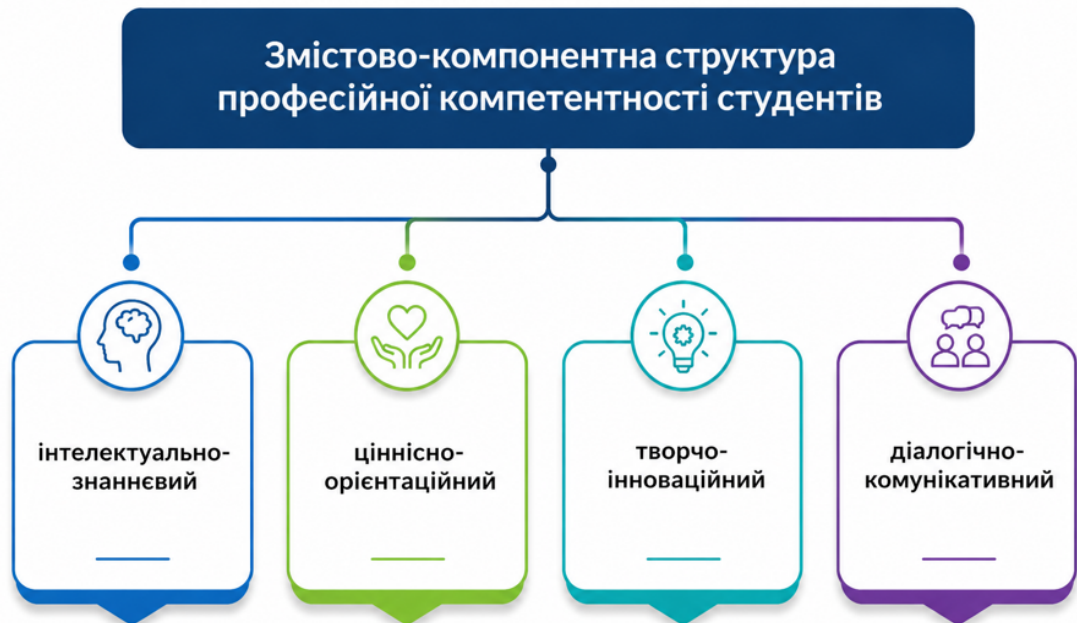 Змістово-компонентна структура
професійної компетентності студентів
інтелектуально-
знаннєвий
ціннісно-
орієнтаційний
творчо-
інноваційний
діалогічно-
комунікативний